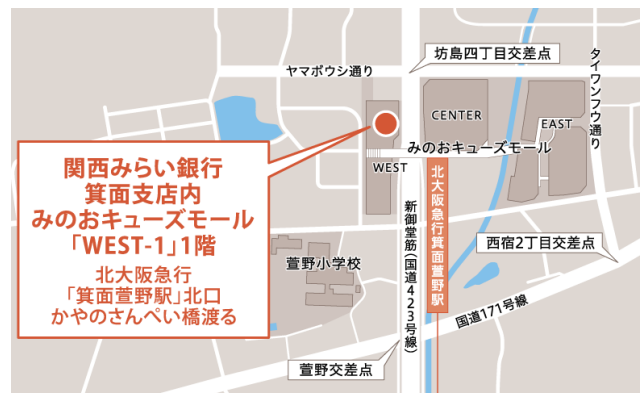 坊島四丁目交差点
ヤマボウシ通り
タイワンフウ通り
CENTER
EAST
みのおキューズモール
WEST
関西みらい銀行
箕面支店内
みのおキューズモール
「WEST-1」1階
北大阪急行
「箕面萱野駅」北口
かやのさんぺい橋渡る
北大阪急行箕面萱野駅
新御堂筋(国道423号線)
西宿2丁目交差点
萱野小学校
国道171号線
萱野交差点